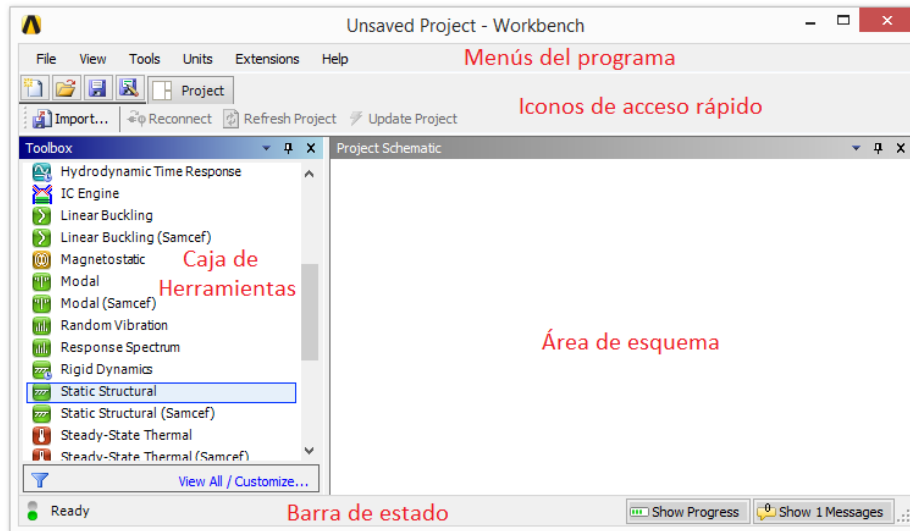 Unsaved Project - Workbench
File View Tools Units Extensions Help
Menús del programa
Project
Iconos de acceso rápido
Import... Reconnect Refresh Project Update Project
Toolbox
Project Schematic
Hydrodynamic Time Response
IC Engine
Linear Buckling
Linear Buckling (Samcef)
Magnetostatic
Modal
Modal (Samcef)
Random Vibration
Response Spectrum
Rigid Dynamics
Static Structural
Static Structural (Samcef)
Steady-State Thermal
Steady-State Thermal (Samcef)
Caja de
Herramientas
Área de esquema
View All / Customize...
Ready
Barra de estado
Show Progress
0
Show 1 Messages